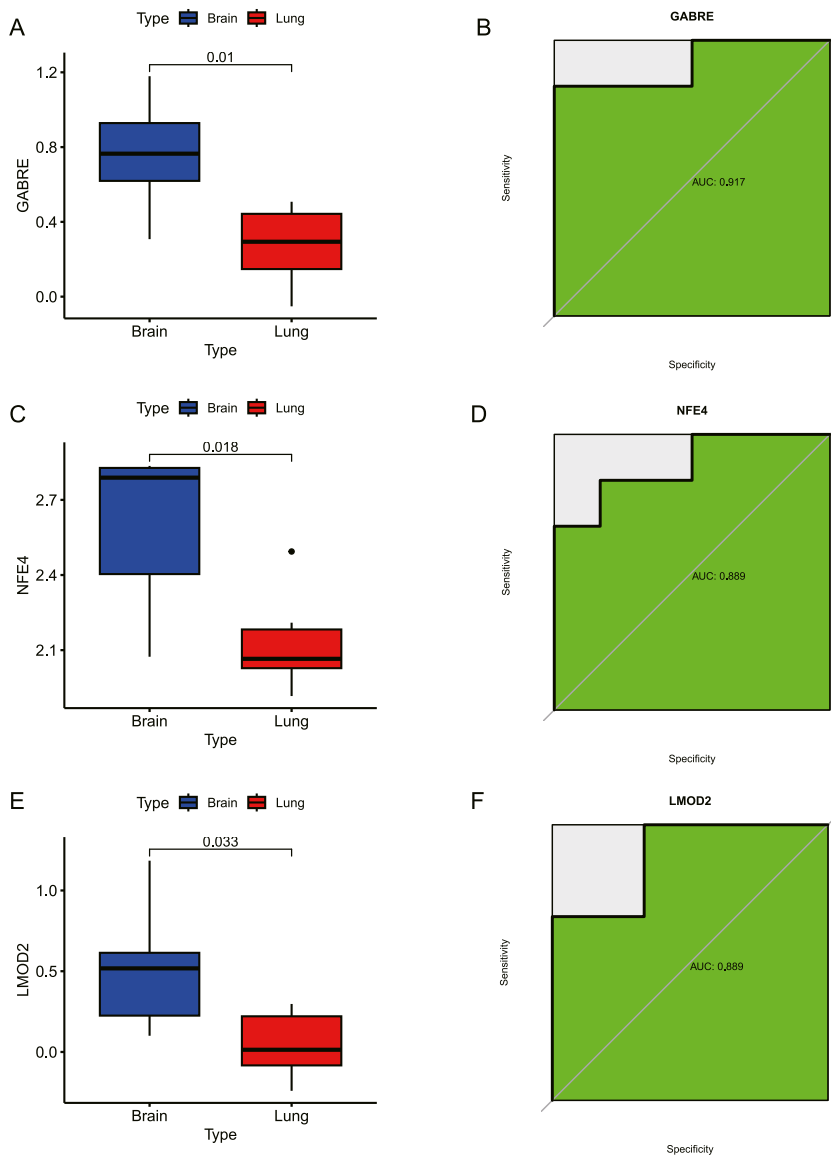 A
Type Brain Lung
0.01
1.2
0.8
0.4
0.0
GABRE
Brain Lung
Type
B
GABRE
Sensitivity
AUC: 0.917
Specificity
C
Type Brain Lung
0.018
2.7
2.4
2.1
NFE4
Brain Lung
Type
D
NFE4
Sensitivity
AUC: 0.889
Specificity
E
Type Brain Lung
0.033
1.0
0.5
0.0
LMOD2
Brain Lung
Type
F
LMOD2
Sensitivity
AUC: 0.889
Specificity